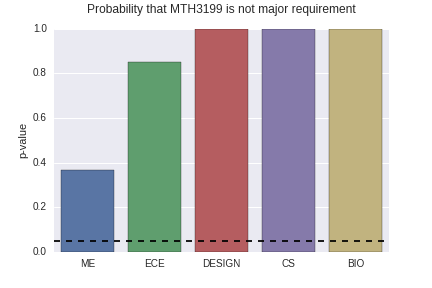 Probability that MTH3199 is not major requirement
1.0
0.8
0.6
0.4
0.2
0.0
p-value
ME ECE DESIGN CS BIO